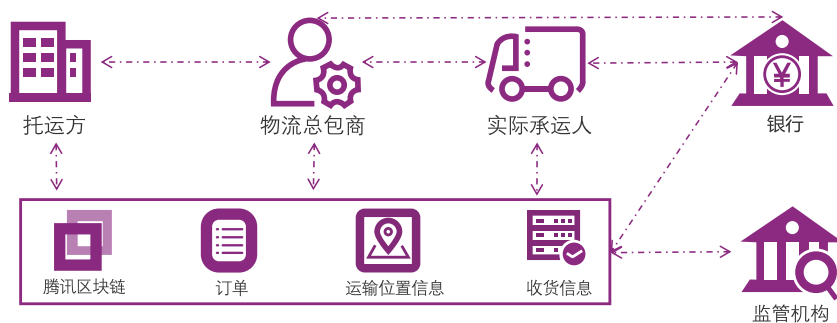 托运方
物流总包商
实际承运人
¥
银行
腾讯区块链
订单
运输位置信息
收货信息
监管机构